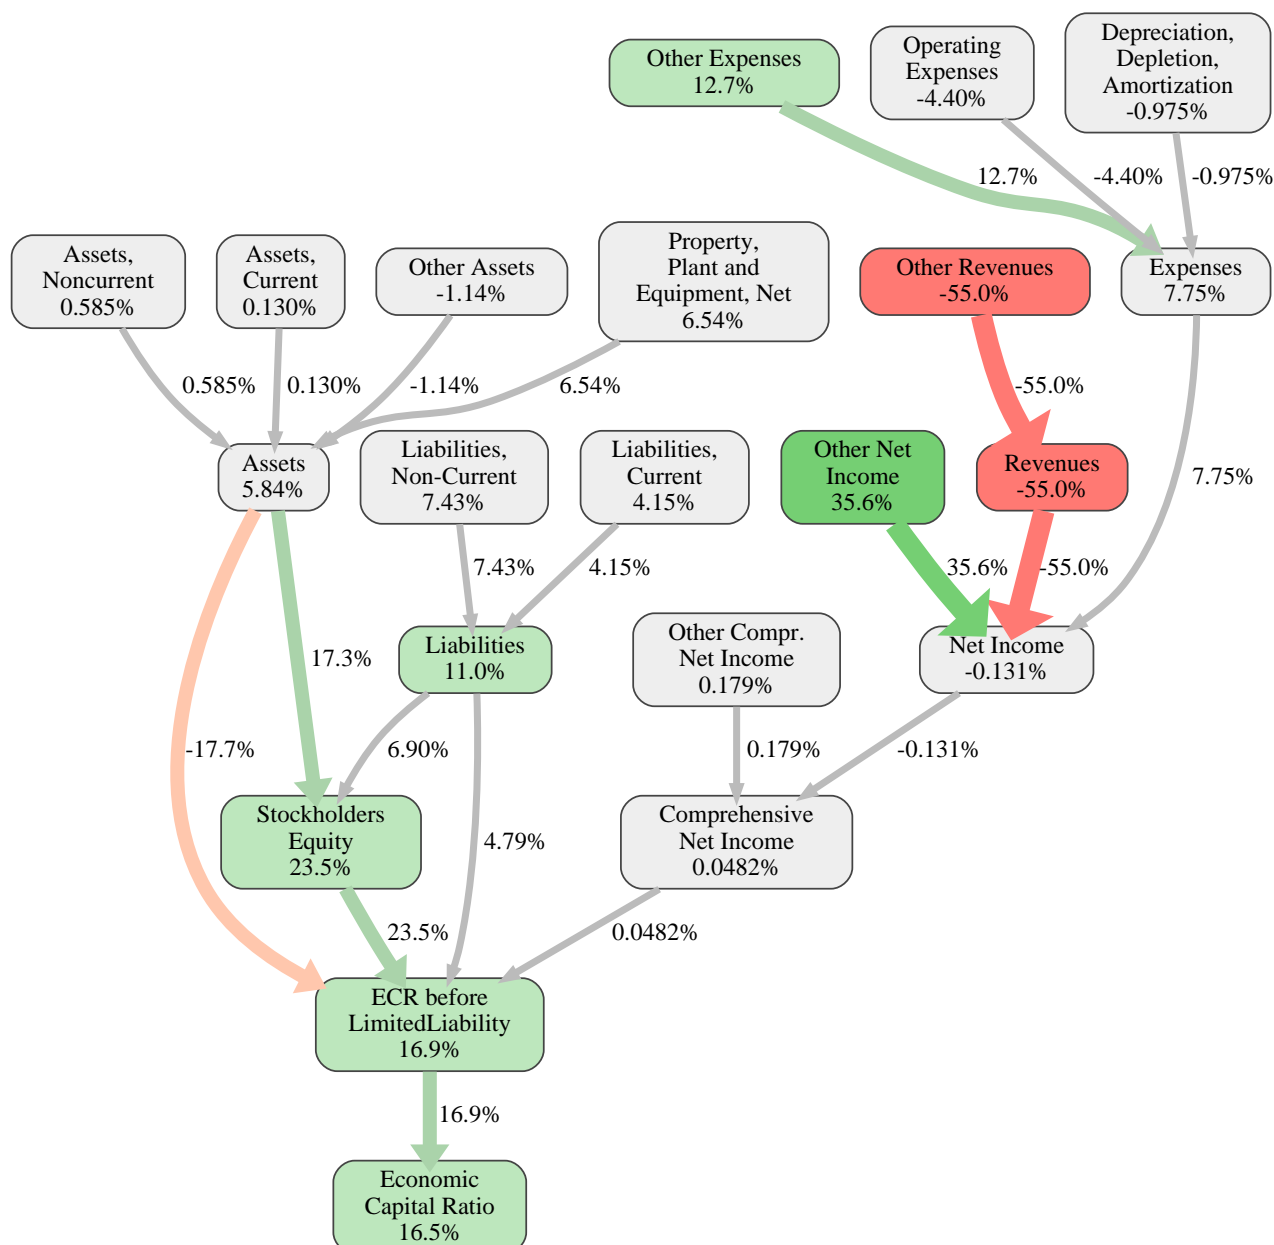 Other Expenses
12.7%
Operating
Expenses
-4.40%
Depreciation,
Depletion,
Amortization
-0.975%
12.7%
-4.40%
-0.975%
Assets,
Noncurrent
0.585%
Assets,
Current
0.130%
Other Assets
-1.14%
Property,
Plant and
Equipment, Net
6.54%
Other Revenues
-55.0%
Expenses
7.75%
0.585%
0.130%
-1.14%
6.54%
-55.0%
Assets
5.84%
Liabilities,
Non-Current
7.43%
Liabilities,
Current
4.15%
Other Net
Income
35.6%
Revenues
-55.0%
7.75%
7.43%
4.15%
35.6%
-55.0%
17.3%
Liabilities
11.0%
Other Compr.
Net Income
0.179%
Net Income
-0.131%
-17.7%
6.90%
0.179%
-0.131%
Stockholders
Equity
23.5%
4.79%
Comprehensive
Net Income
0.0482%
23.5%
0.0482%
ECR before
LimitedLiability
16.9%
16.9%
Economic
Capital Ratio
16.5%